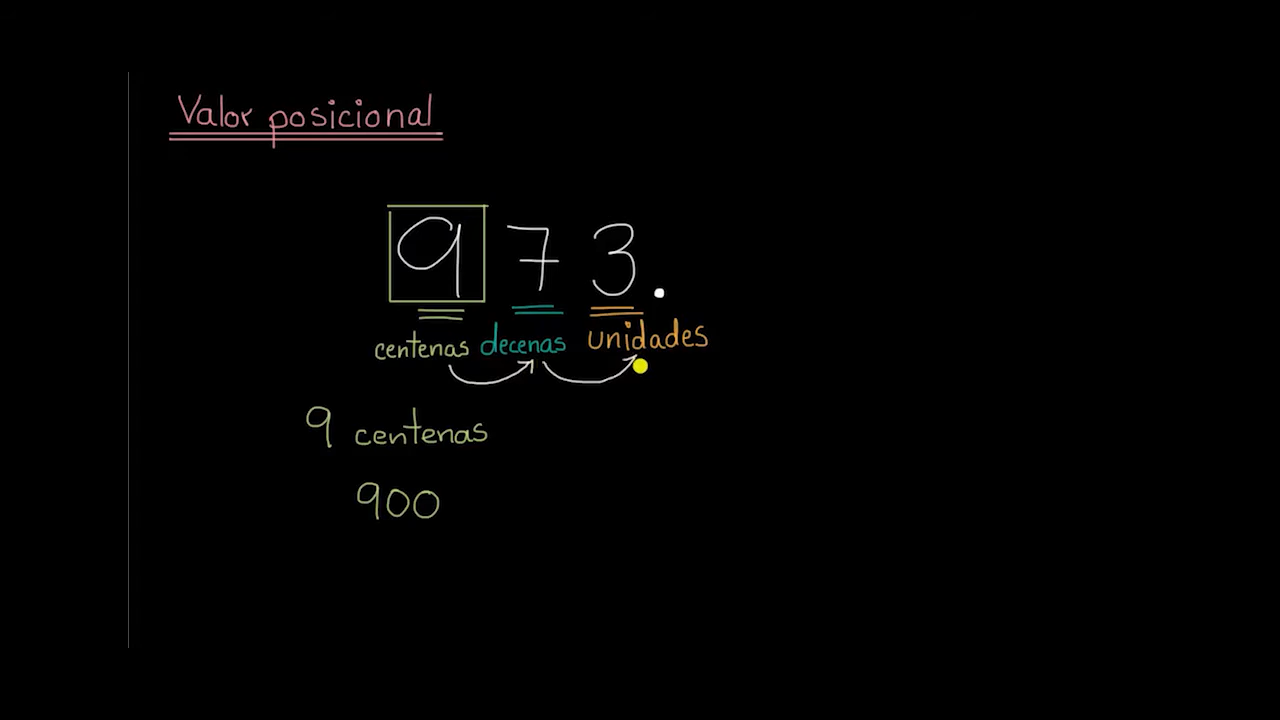 Valor posicional
973.
centenas decenas unidades
9 centenas
900